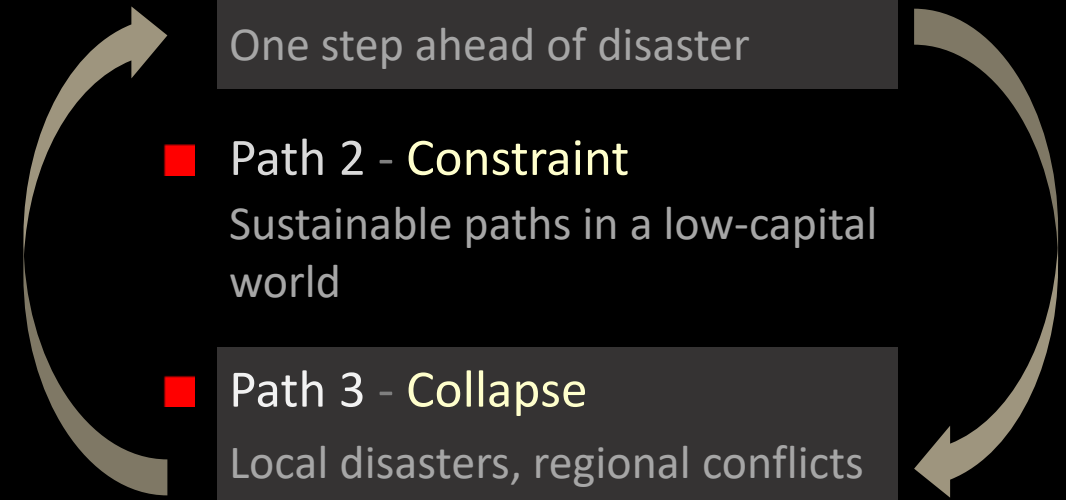 One step ahead of disaster
Path 2 - Constraint
Sustainable paths in a low-capital
world
Path 3 - Collapse
Local disasters, regional conflicts